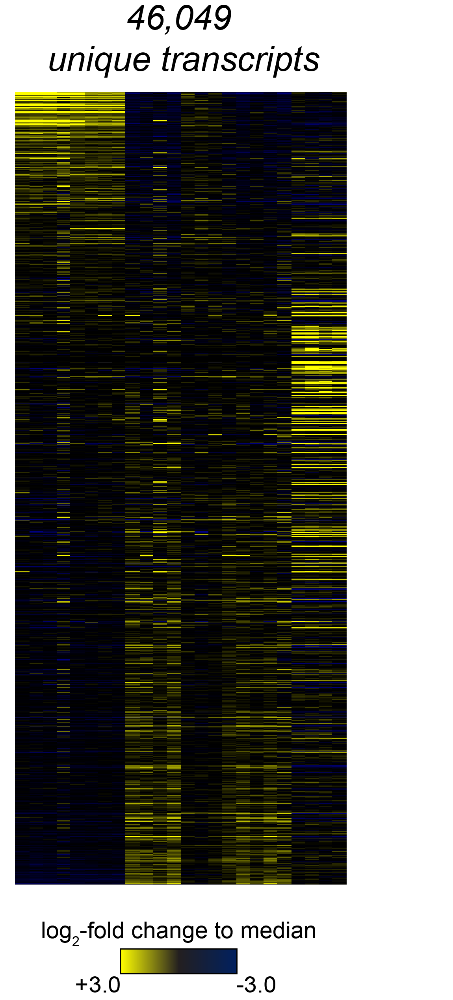 46,049
unique transcripts
log₂-fold change to median
+3.0 -3.0